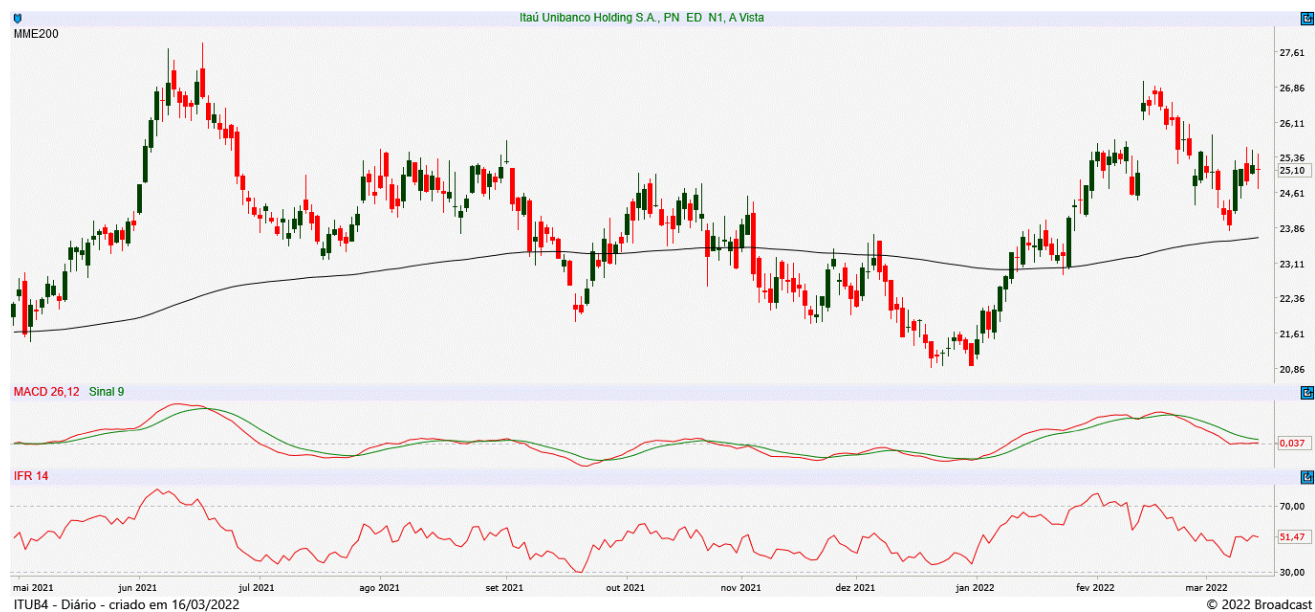 Itaú Unibanco Holding S.A., PN ED N1, A Vista
MME200
27,61
26,86
26,11
25,36
25,10
24,61
23,86
23,11
22,36
21,61
20,86
MACD 26,12 Sinal 9
0,037
IFR 14
70,00
51,47
30,00
mai 2021 jun 2021 jul 2021 ago 2021 set 2021 out 2021 nov 2021 dez 2021 jan 2022 fev 2022 mar 2022
ITUB4 - Diário - criado em 16/03/2022 © 2022 Broadcast